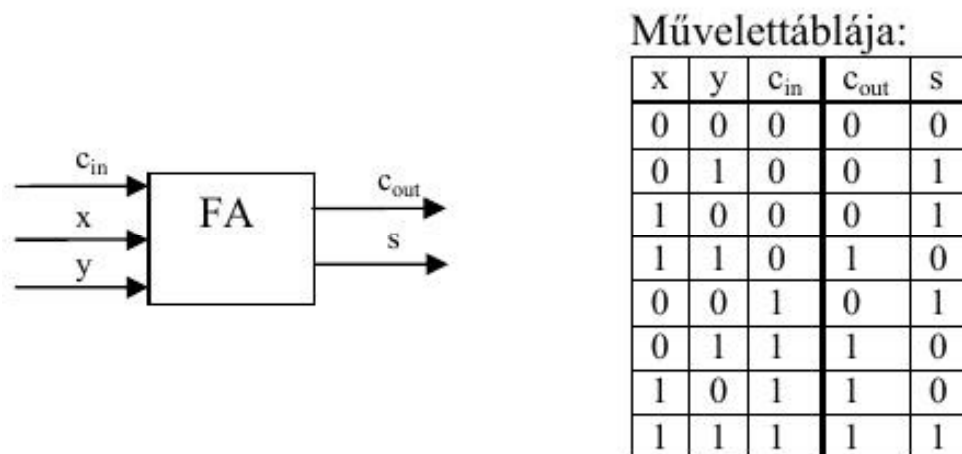 c_in
x
y
FA
c_out
s
Művelettáblája:
x y c_in c_out s
0 0 0 0 0
0 1 0 0 1
1 0 0 0 1
1 1 0 1 0
0 0 1 0 1
0 1 1 1 0
1 0 1 1 0
1 1 1 1 1